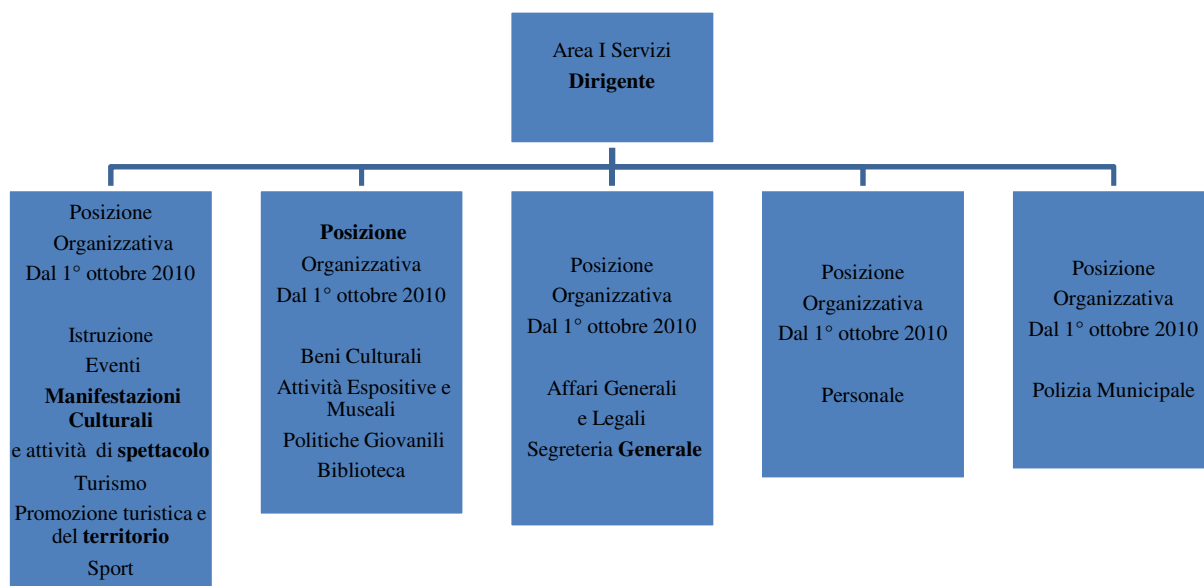 Area I Servizi
Dirigente
Posizione
Organizzativa
Dal 1° ottobre 2010
Istruzione
Eventi
Manifestazioni
Culturali
e attività di spettacolo
Turismo
Promozione turistica e
del territorio
Sport
Posizione
Organizzativa
Dal 1° ottobre 2010
Beni Culturali
Attività Espositive e
Museali
Politiche Giovanili
Biblioteca
Posizione
Organizzativa
Dal 1° ottobre 2010
Affari Generali
e Legali
Segreteria Generale
Posizione
Organizzativa
Dal 1° ottobre 2010
Personale
Posizione
Organizzativa
Dal 1° ottobre 2010
Polizia Municipale